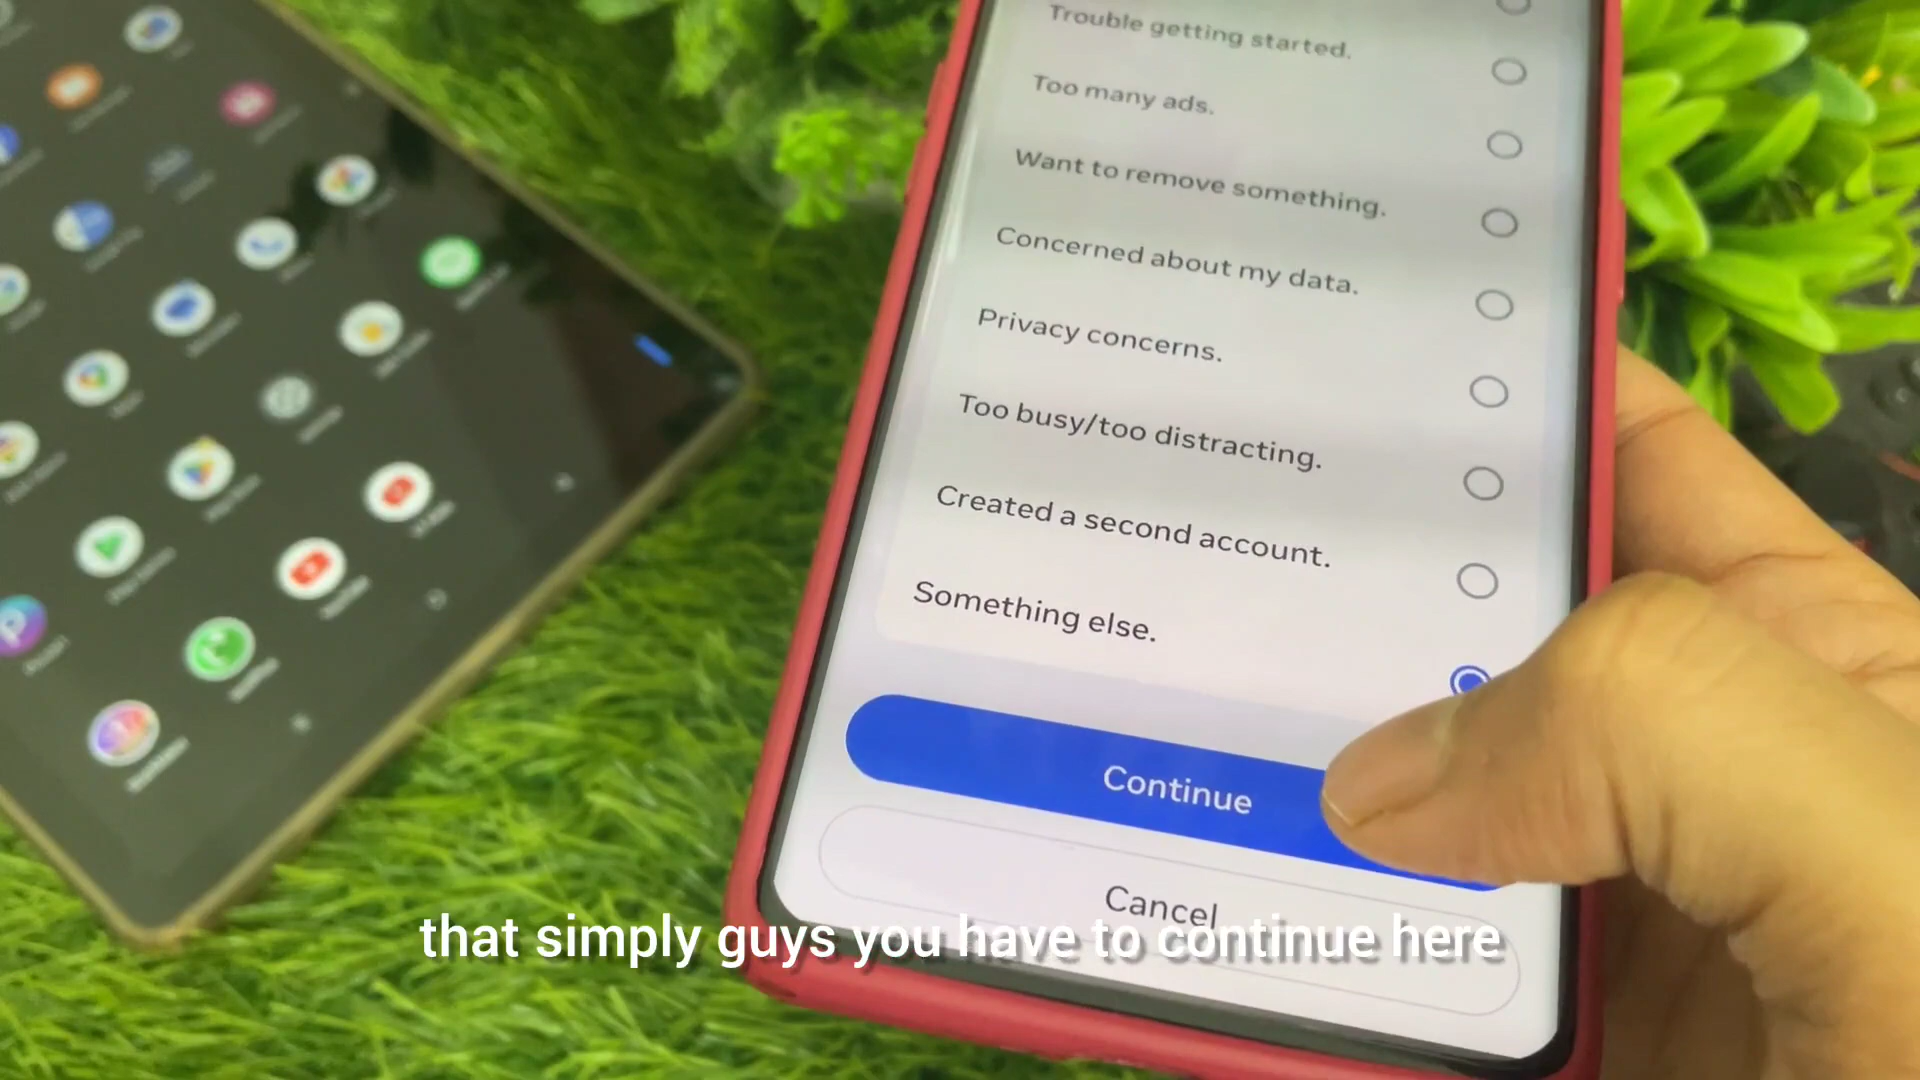 Trouble getting started.
Too many ads.
Want to remove something.
Concerned about my data.
Privacy concerns.
Too busy/too distracting.
Created a second account.
Something else.
Continue
Cancel
that simply guys you have to continue here